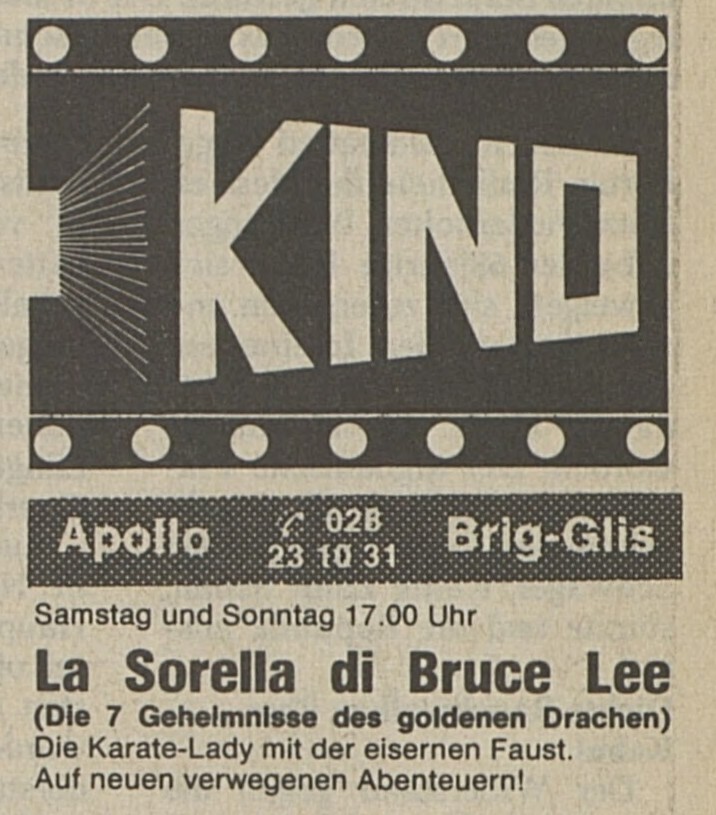 KINO
Apollo ✆ 028 Brig-Glis
23 10 31
Samstag und Sonntag 17.00 Uhr
La Sorella di Bruce Lee
(Die 7 Geheimnisse des goldenen Drachen)
Die Karate-Lady mit der eisernen Faust.
Auf neuen verwegenen Abenteuern!